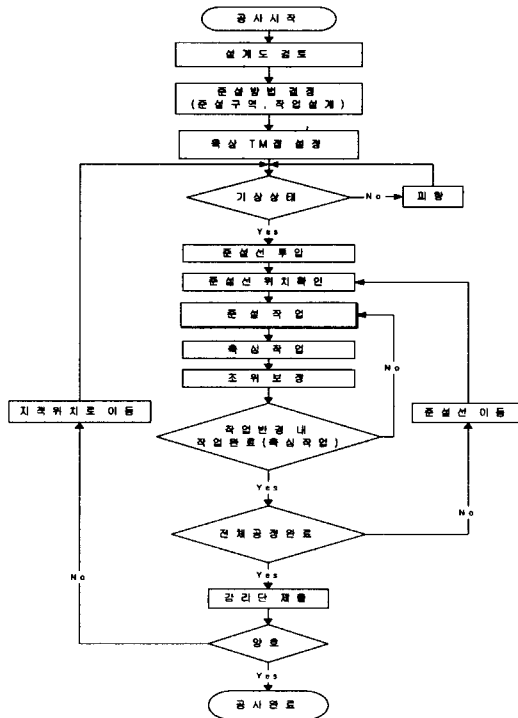 공사시작
설계도 검토
준설방법 결정
(준설구역, 작업설계)
육상 TM점 설정
기상상태
No
피항
Yes
준설선 투입
준설선 위치확인
준설작업
측심작업
조위보정
No
지적위치로 이동
준설선 이동
작업반경 내
작업완료(측심작업)
Yes
No
전체공정완료
No
Yes
감리단 제출
양호
Yes
공사완료